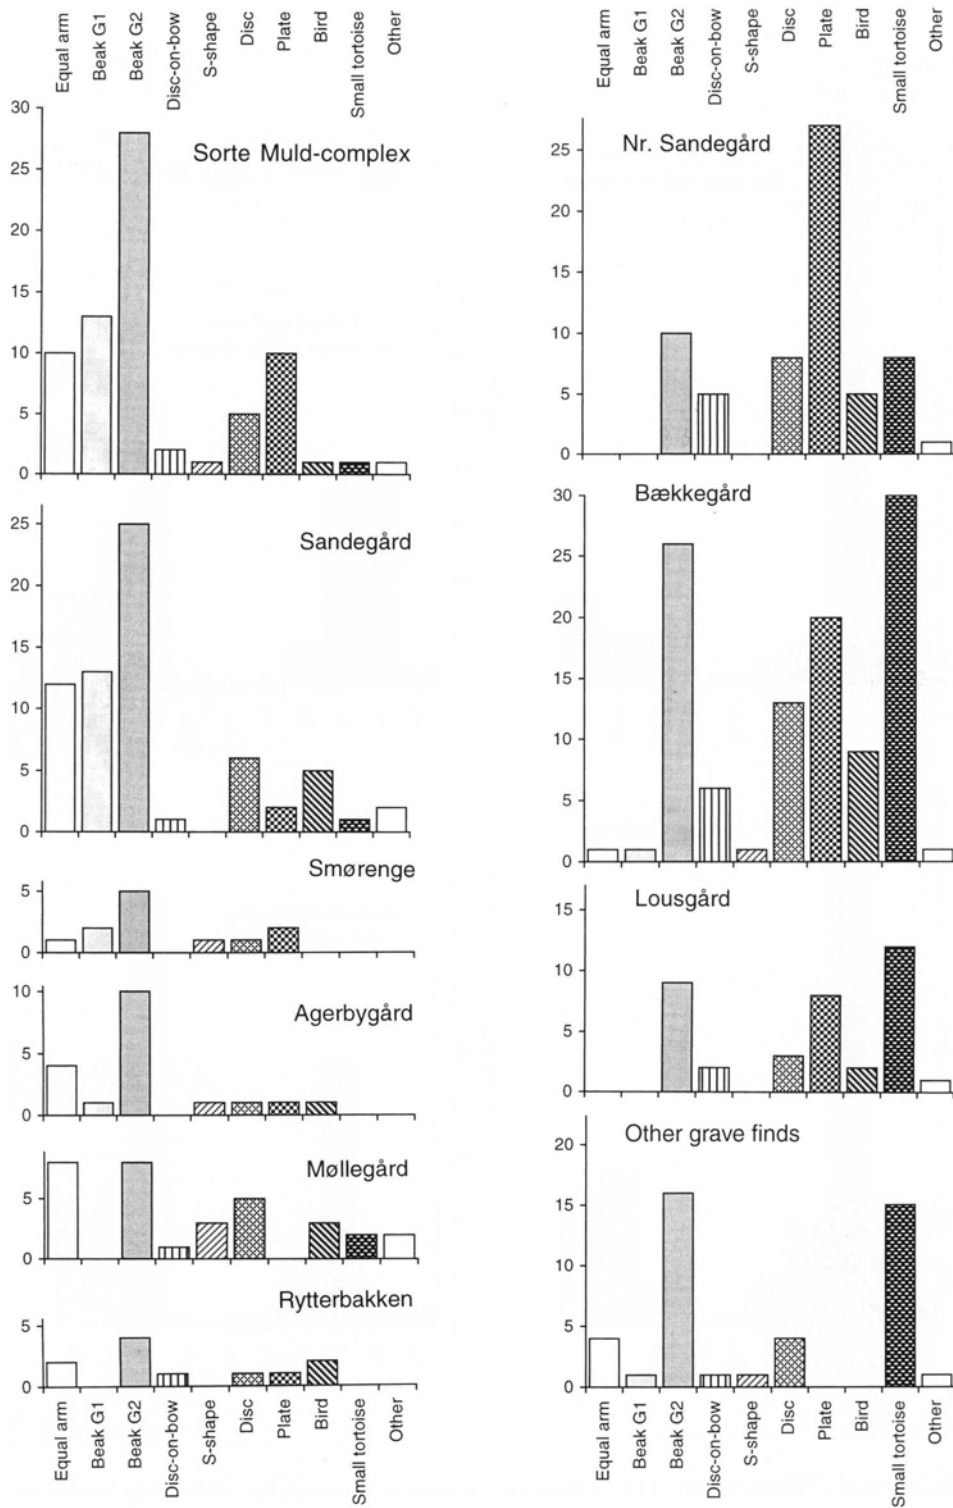 Equal arm
Beak G1
Beak G2
Disc-on-bow
S-shape
Disc
Plate
Bird
Small tortoise
Other
30
25
20
15
10
5
0
Sorte Muld-complex
25
20
15
10
5
0
Sandegård
5
0
Smørenge
10
5
0
Agerbygård
5
0
Møllegård
5
0
Rytterbakken
Equal arm
Beak G1
Beak G2
Disc-on-bow
S-shape
Disc
Plate
Bird
Small tortoise
Other
Equal arm
Beak G1
Beak G2
Disc-on-bow
S-shape
Disc
Plate
Bird
Small tortoise
Other
25
20
15
10
5
0
Nr. Sandegård
30
25
20
15
10
5
0
Bækkegård
15
10
5
0
Lousgård
20
15
10
5
0
Other grave finds
Equal arm
Beak G1
Beak G2
Disc-on-bow
S-shape
Disc
Plate
Bird
Small tortoise
Other